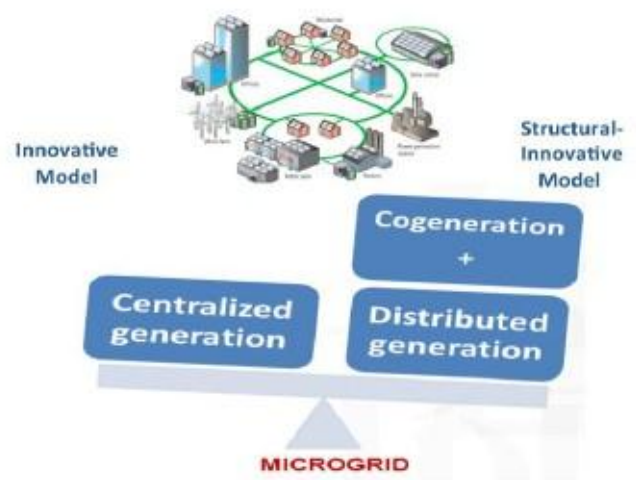 Innovative
Model
Structural-
Innovative
Model
Cogeneration
+
Centralized
generation
Distributed
generation
MICROGRID